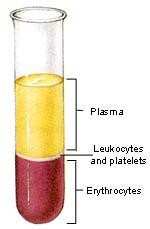 Plasma
Leukocytes
and platelets
Erythrocytes